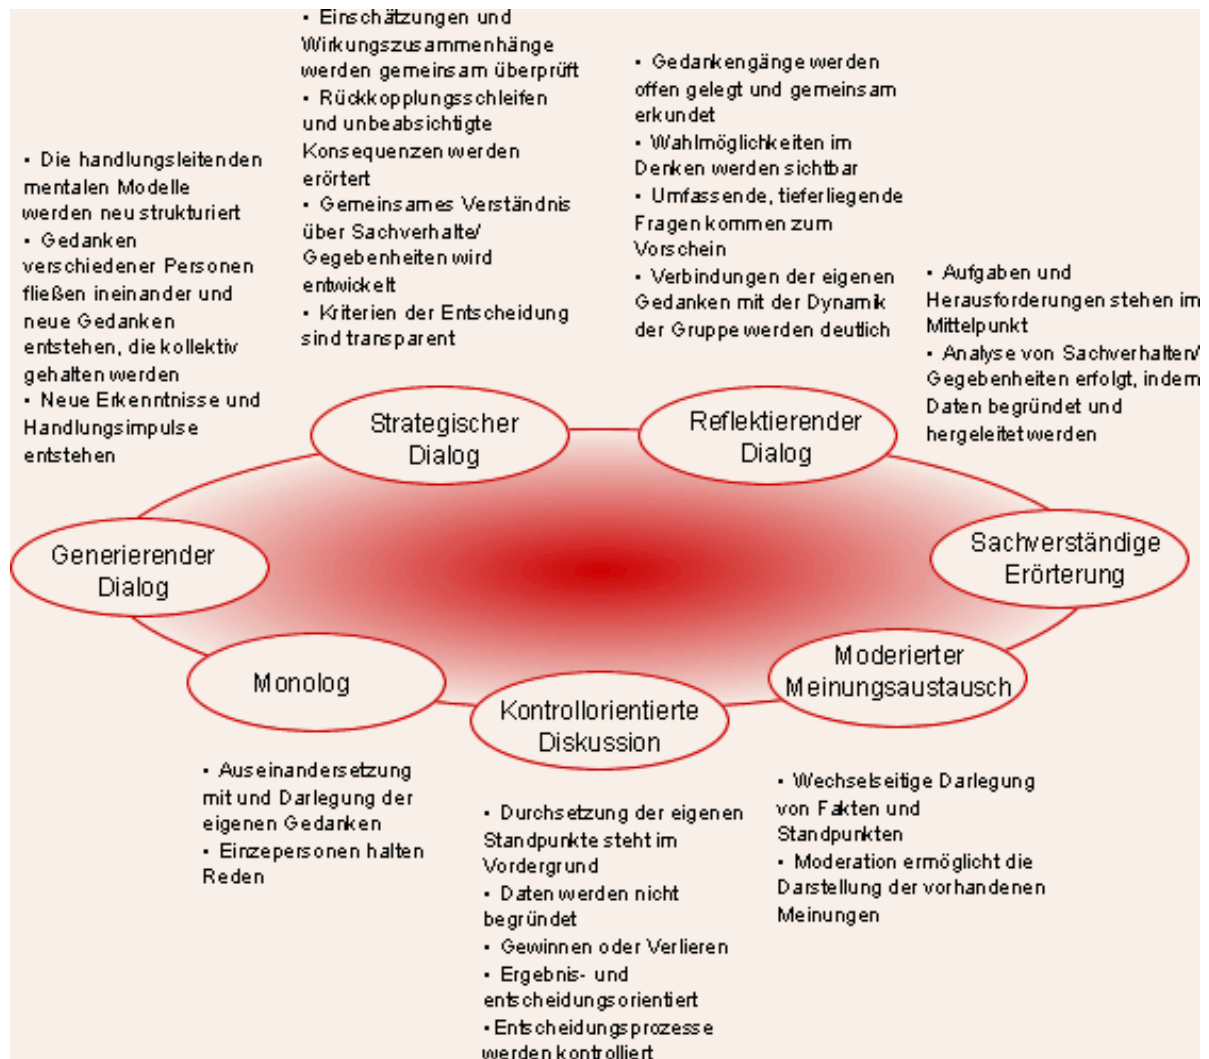 • Einschätzungen und
Wirkungszusammenhänge
werden gemeinsam überprüft
• Rückkopplungsschleifen
und unbeabsichtigte
Konsequenzen werden
erörtert
• Gemeinsames Verständnis
über Sachverhalte/
Gegebenheiten wird
entwickelt
• Kriterien der Entscheidung
sind transparent
• Gedankengänge werden
offen gelegt und gemeinsam
erkundet
• Wahlmöglichkeiten im
Denken werden sichtbar
• Umfassende, tieferliegende
Fragen kommen zum
Vorschein
• Verbindungen der eigenen
Gedanken mit der Dynamik
der Gruppe werden deutlich
• Die handlungsleitenden
mentalen Modelle
werden neu strukturiert
• Gedanken
verschiedener Personen
fließen ineinander und
neue Gedanken
entstehen, die kollektiv
gehalten werden
• Neue Erkenntnisse und
Handlungsimpulse
entstehen
• Aufgaben und
Herausforderungen stehen im
Mittelpunkt
• Analyse von Sachverhalten/
Gegebenheiten erfolgt, indem
Daten begründet und
hergeleitet werden
Strategischer
Dialog
Reflektierender
Dialog
Generierender
Dialog
Sachverständige
Erörterung
Monolog
Kontrollorientierte
Diskussion
Moderierter
Meinungsaustausch
• Auseinandersetzung
mit und Darlegung der
eigenen Gedanken
• Einzepersonen halten
Reden
• Durchsetzung der eigenen
Standpunkte steht im
Vordergrund
• Daten werden nicht
begründet
• Gewinnen oder Verlieren
• Ergebnis- und
entscheidungsorientiert
• Entscheidungsprozesse
werden kontrolliert
• Wechselseitige Darlegung
von Fakten und
Standpunkten
• Moderation ermöglicht die
Darstellung der vorhandenen
Meinungen